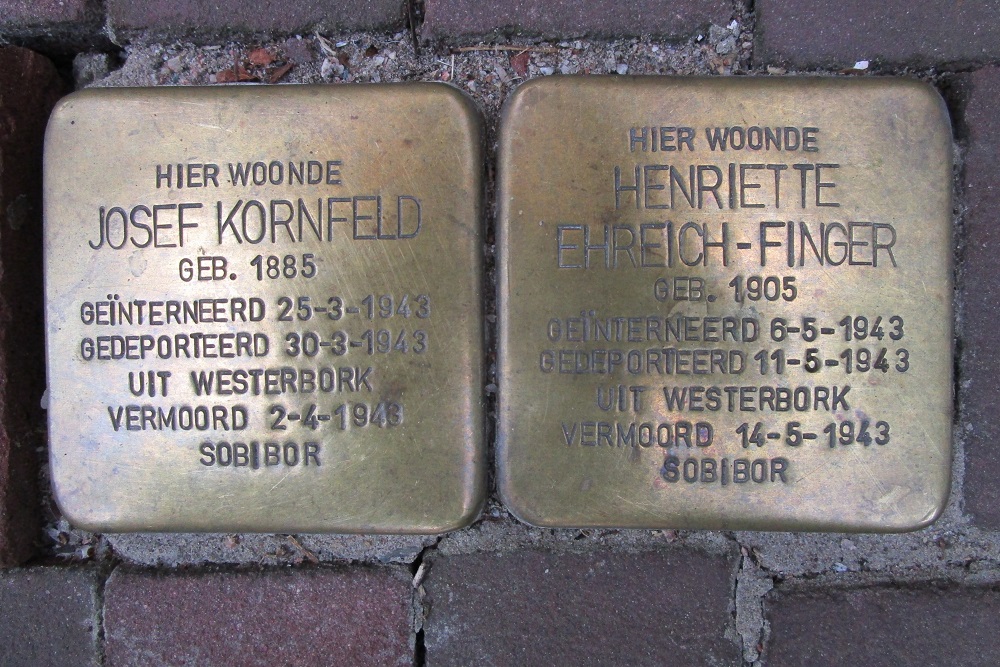 HIER WOONDE
JOSEF KORNFELD
GEB. 1885
GEÏNTERNEERD 25-3-1943
GEDEPORTEERD 30-3-1943
UIT WESTERBORK
VERMOORD 2-4-1943
SOBIBOR
HIER WOONDE
HENRIETTE
EHREICH-FINGER
GEB. 1905
GEÏNTERNEERD 6-5-1943
GEDEPORTEERD 11-5-1943
UIT WESTERBORK
VERMOORD 14-5-1943
SOBIBOR